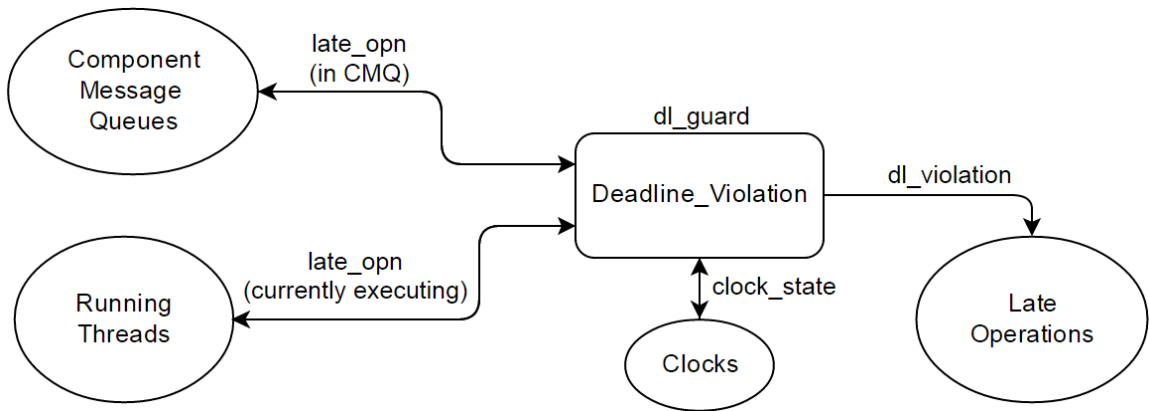 Component
Message
Queues
late_opn
(in CMQ)
dl_guard
Deadline_Violation
dl_violation
late_opn
(currently executing)
Running
Threads
clock_state
Clocks
Late
Operations